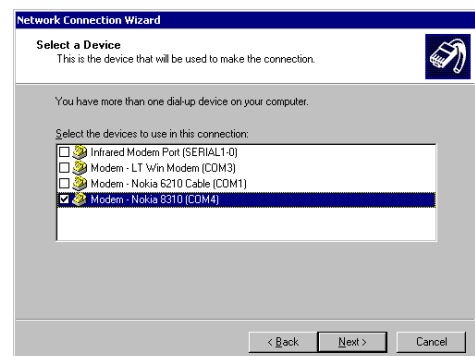 Network Connection Wizard
Select a Device
This is the device that will be used to make the connection.
You have more than one dial-up device on your computer.
Select the devices to use in this connection:
Infrared Modem Port (SERIAL1-0)
Modem - LT Win Modem (COM3)
Modem - Nokia 6210 Cable (COM1)
Modem - Nokia 8310 (COM4)
< Back Next > Cancel